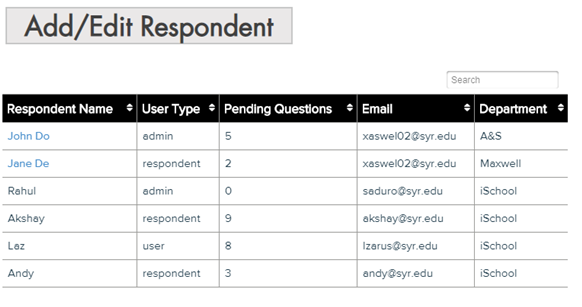 Add/Edit Respondent
Search
Respondent Name User Type Pending Questions Email Department
John Do admin 5 xaswel02@syr.edu A&S
Jane De respondent 2 xaswel02@syr.edu Maxwell
Rahul admin 0 saduro@syr.edu iSchool
Akshay respondent 9 akshay@syr.edu iSchool
Laz user 8 lzarus@syr.edu iSchool
Andy respondent 3 andy@syr.edu iSchool